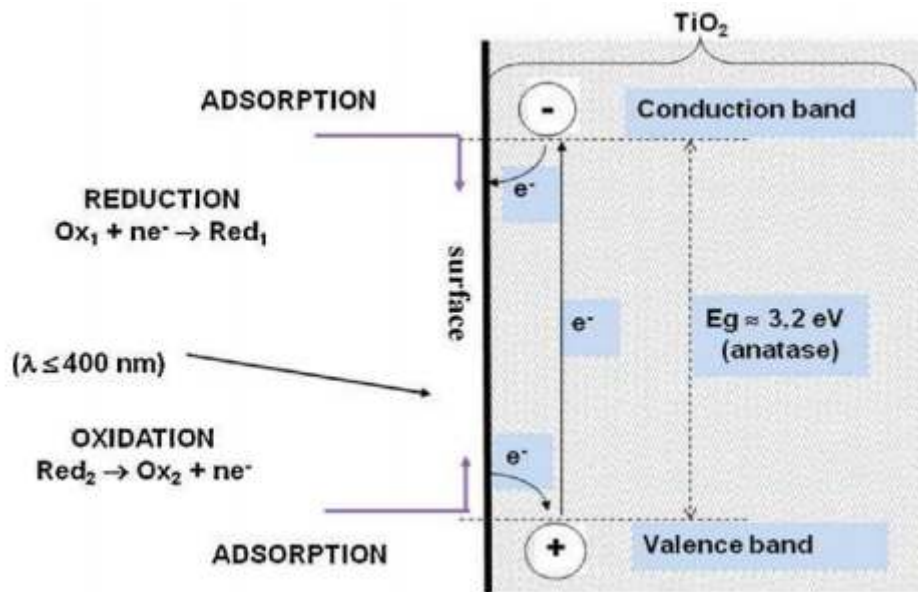 TiO₂
ADSORPTION
-
Conduction band
e⁻
REDUCTION
Ox₁ + ne⁻ → Red₁
surface
e⁻
Eg ≈ 3,2 eV
(anatase)
(λ ≤ 400 nm)
OXIDATION
Red₂ → Ox₂ + ne⁻
e⁻
ADSORPTION
+
Valence band